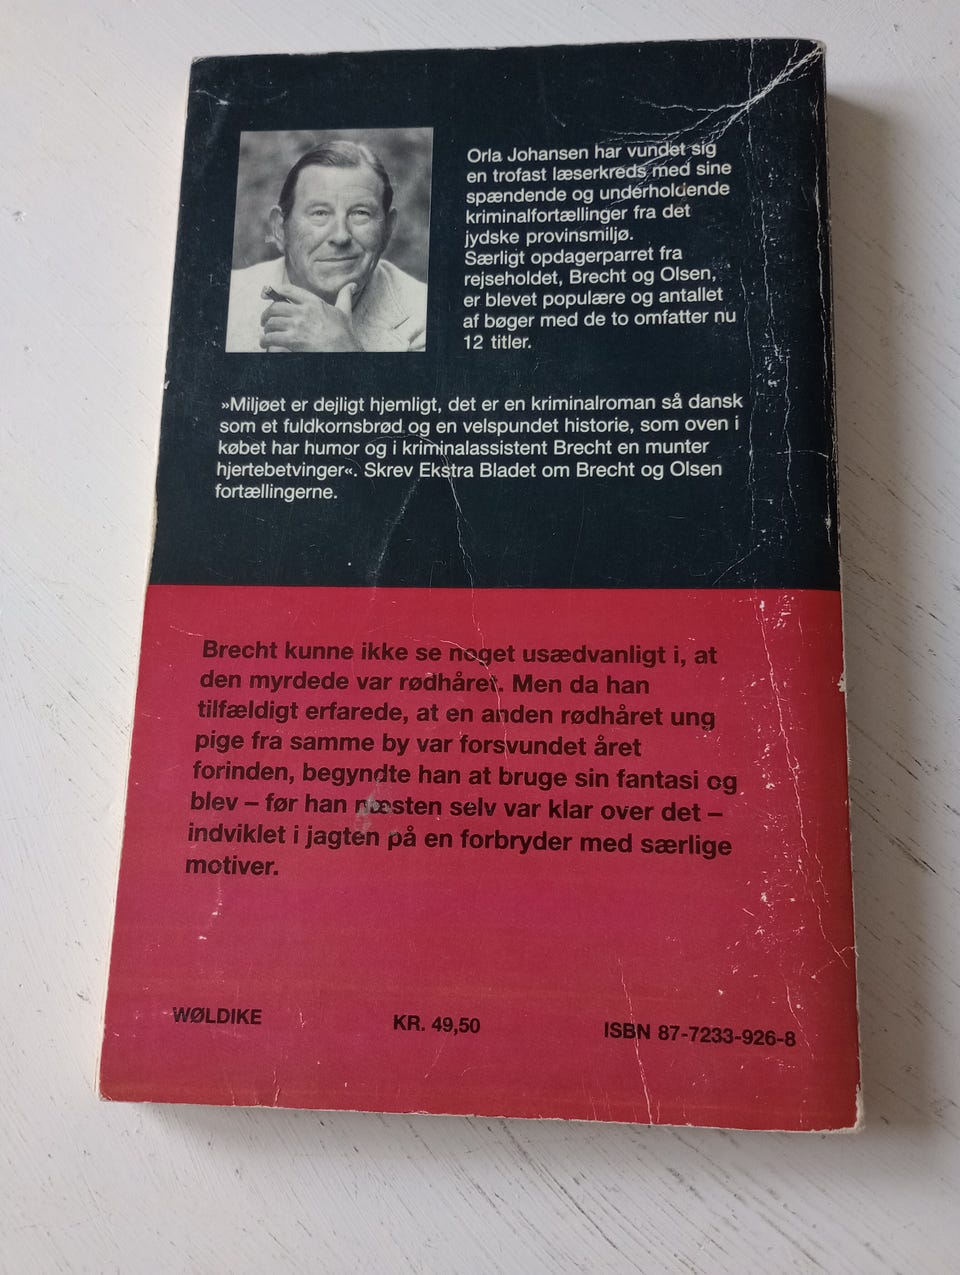 Orla Johansen har vundet sig
en trofast læserkreds med sine
spændende og underholdende
kriminalfortællinger fra det
jydske provinsmiljø.
Særligt opdagerparret fra
rejseholdet, Brecht og Olsen,
er blevet populære og antallet
af bøger med de to omfatter nu
12 titler.
»Miljøet er dejligt hjemligt, det er en kriminalroman så dansk
som et fuldkornsbrød og en velspundet historie, som oven i
købet har humor og i kriminalassistent Brecht en munter
hjertebetvinger«. Skrev Ekstra Bladet om Brecht og Olsen
fortællingerne.
Brecht kunne ikke se noget usædvanligt i, at
den myrdede var rødhåret. Men da han
tilfældigt erfarede, at en anden rødhåret ung
pige fra samme by var forsvundet året
forinden, begyndte han at bruge sin fantasi og
blev – før han næsten selv var klar over det –
indviklet i jagten på en forbryder med særlige
motiver.
WØLDIKE
KR. 49,50
ISBN 87-7233-926-8